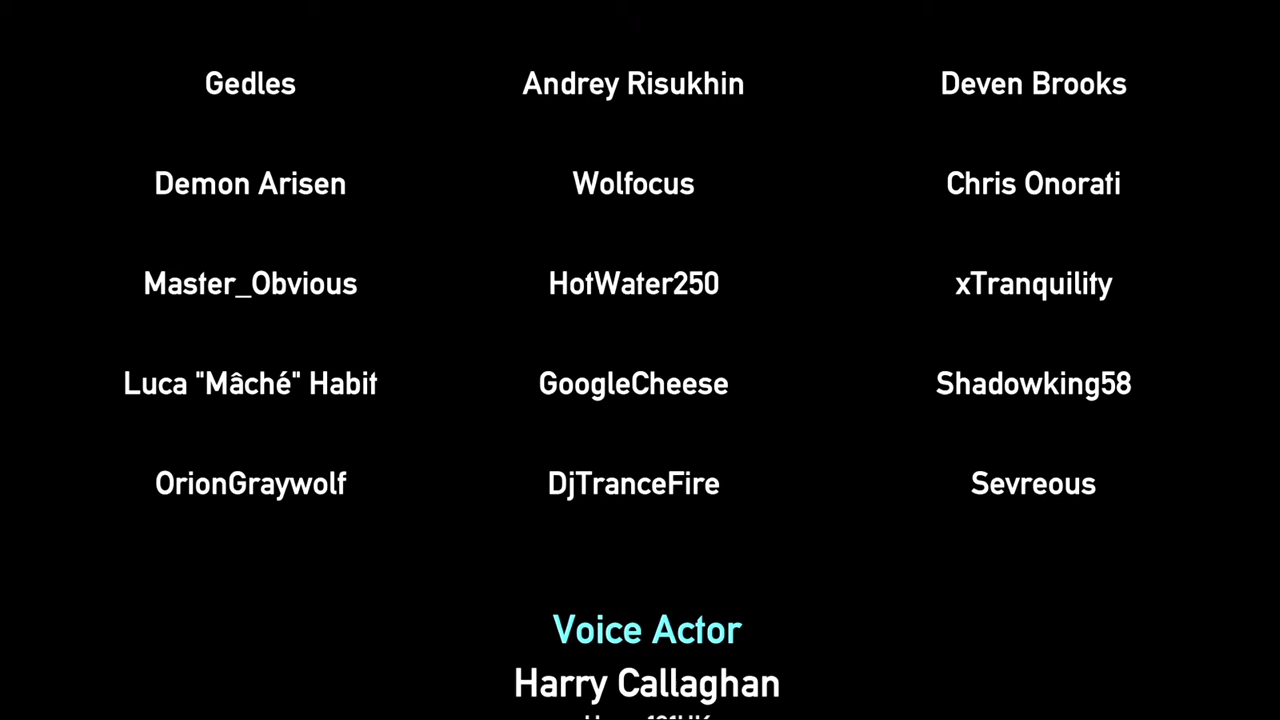 Gedles Andrey Risukhin Deven Brooks
Demon Arisen Wolfocus Chris Onorati
Master_Obvious HotWater250 xTranquility
Luca "Mâché" Habit GoogleCheese Shadowking58
OrionGraywolf DjTranceFire Sevreous
Voice Actor
Harry Callaghan